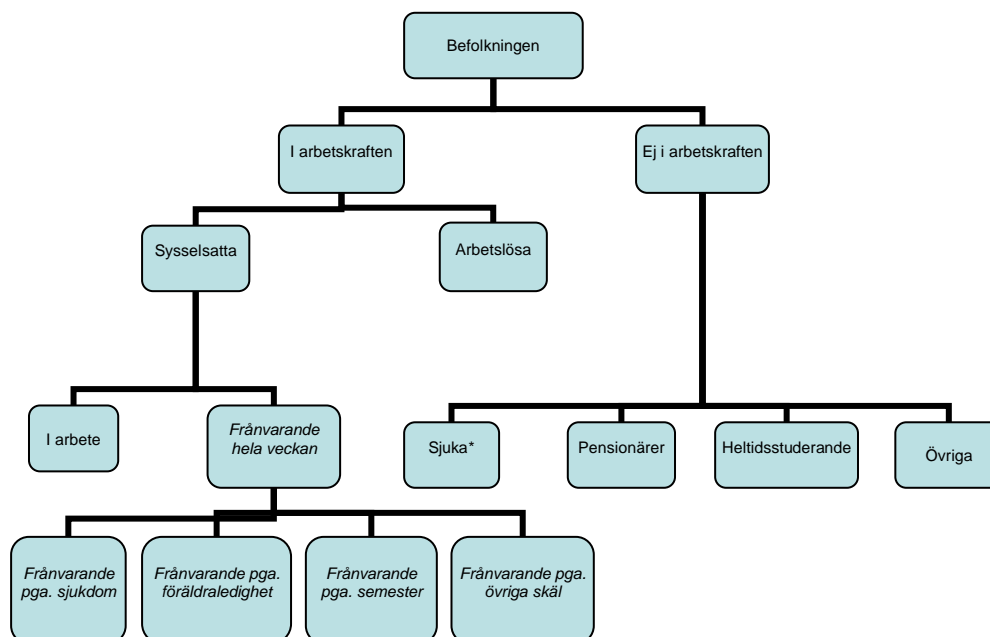 Befolkningen
I arbetskraften
Ej i arbetskraften
Sysselsatta
Arbetslösa
I arbete
Frånvarande
hela veckan
Sjuka*
Pensionärer
Heltidsstuderande
Övriga
Frånvarande
pga. sjukdom
Frånvarande pga.
föräldraledighet
Frånvarande
pga. semester
Frånvarande pga.
övriga skäl